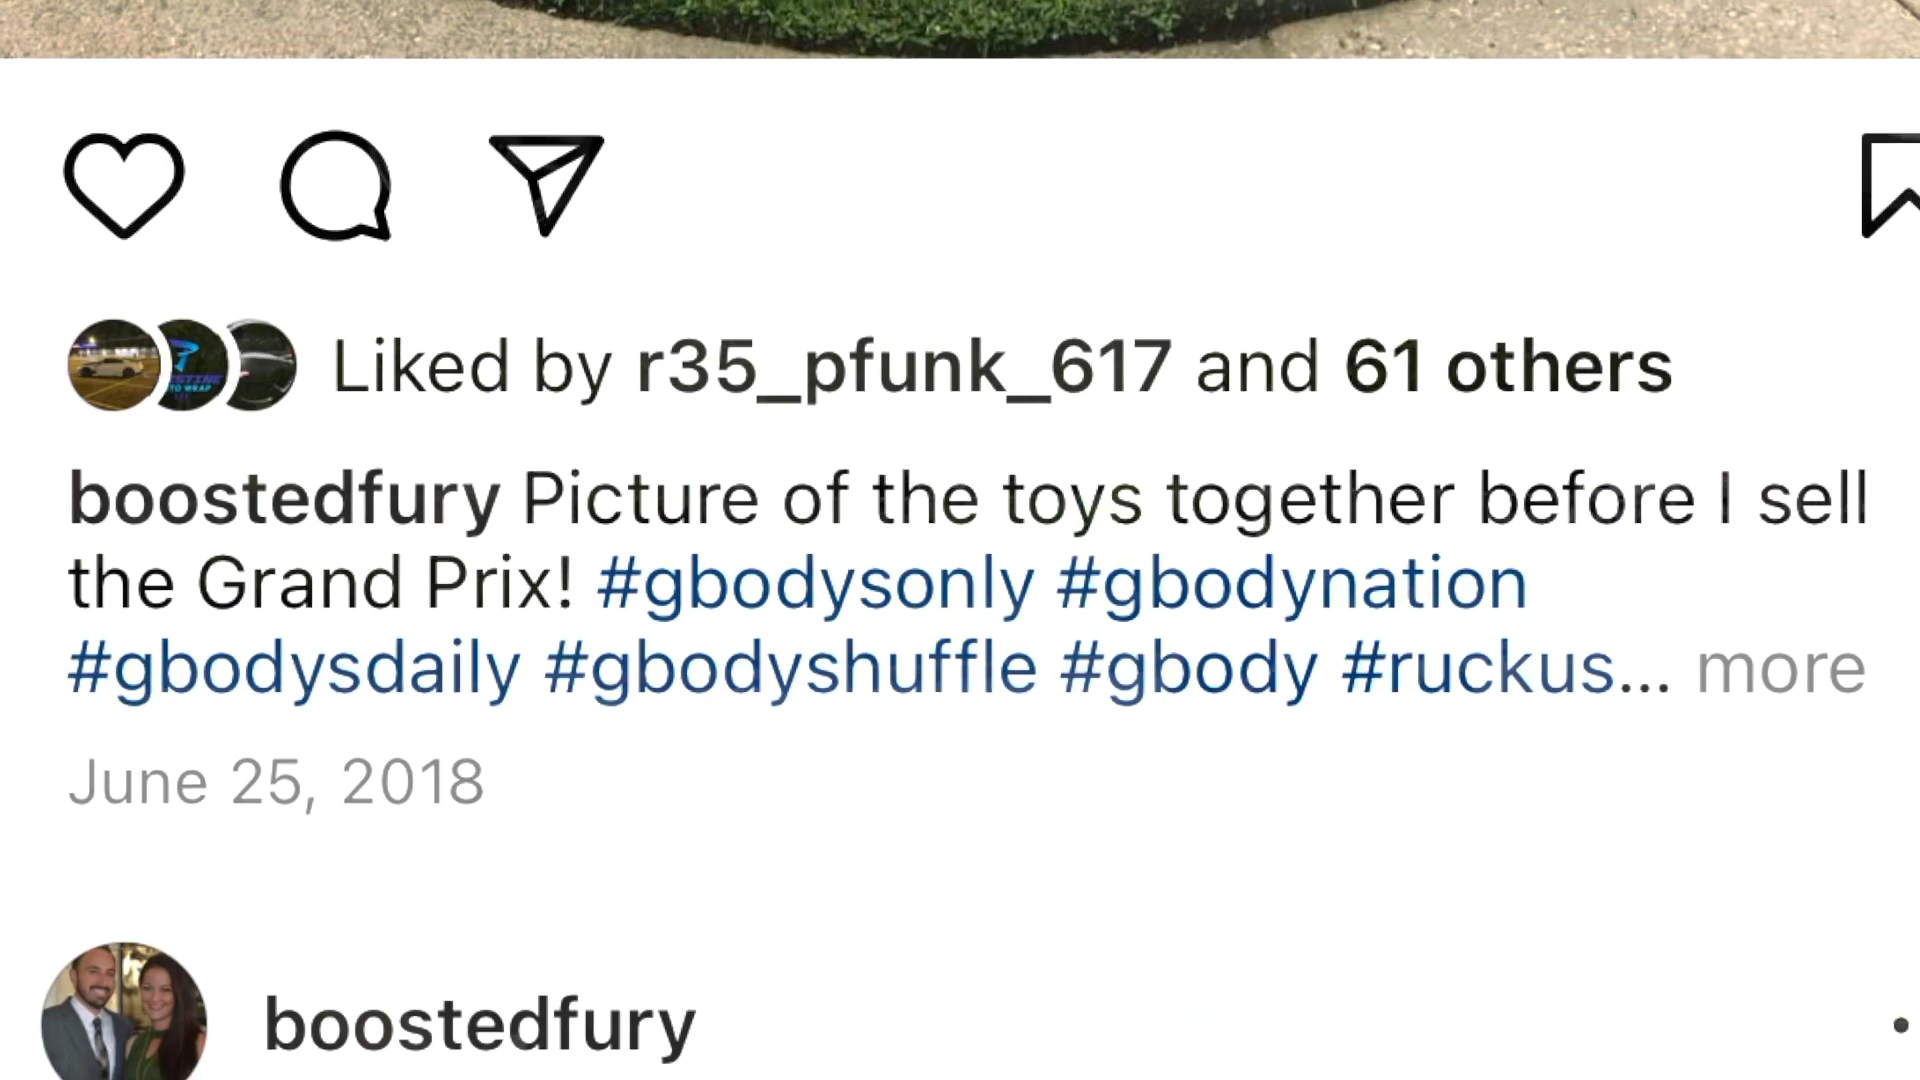 Liked by r35_pfunk_617 and 61 others
boostedfury Picture of the toys together before I sell
the Grand Prix! #gbodysonly #gbodynation
#gbodysdaily #gbodyshuffle #gbody #ruckus... more
June 25, 2018
boostedfury